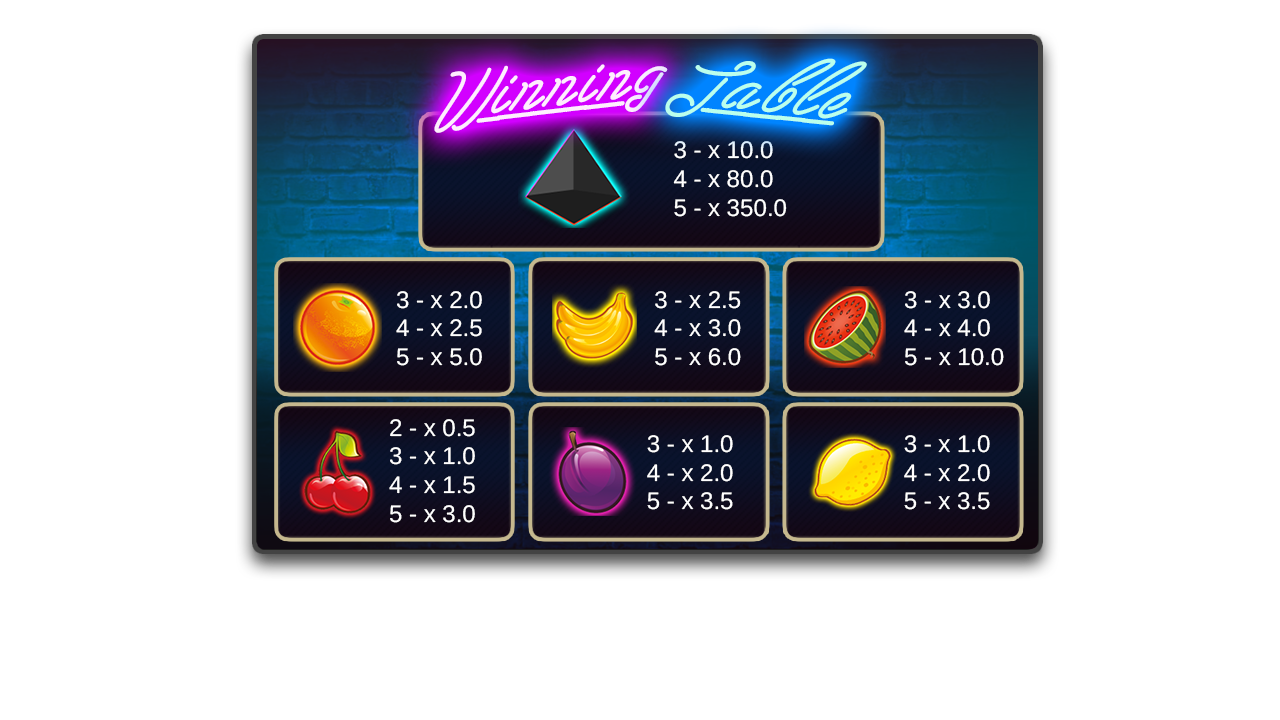 Winning Table
3 - x 10.0
4 - x 80.0
5 - x 350.0
3 - x 2.0
4 - x 2.5
5 - x 5.0
3 - x 2.5
4 - x 3.0
5 - x 6.0
3 - x 3.0
4 - x 4.0
5 - x 10.0
2 - x 0.5
3 - x 1.0
4 - x 1.5
5 - x 3.0
3 - x 1.0
4 - x 2.0
5 - x 3.5
3 - x 1.0
4 - x 2.0
5 - x 3.5